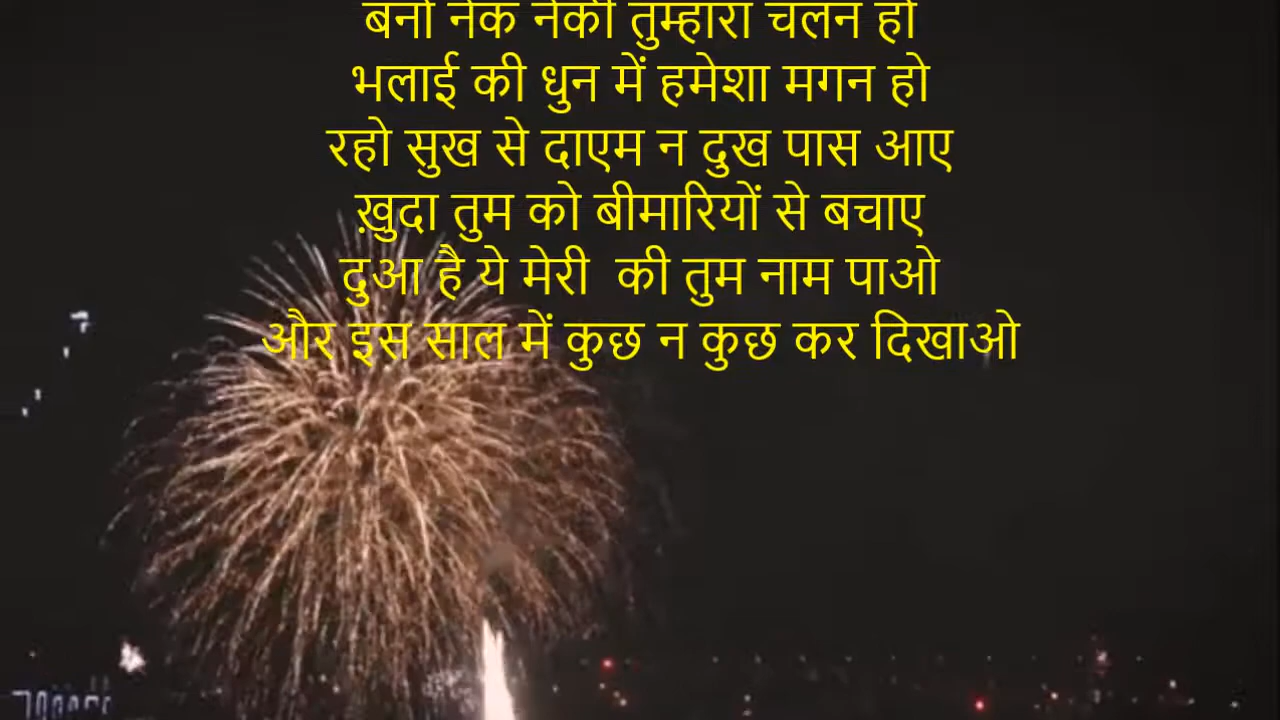 बनो नेक नेकी तुम्हारा चलन हो
भलाई की धुन में हमेशा मगन हो
रहो सुख से दाएम न दुख पास आए
ख़ुदा तुम को बीमारियों से बचाए
दुआ है ये मेरी  की तुम नाम पाओ
और इस साल में कुछ न कुछ कर दिखाओ